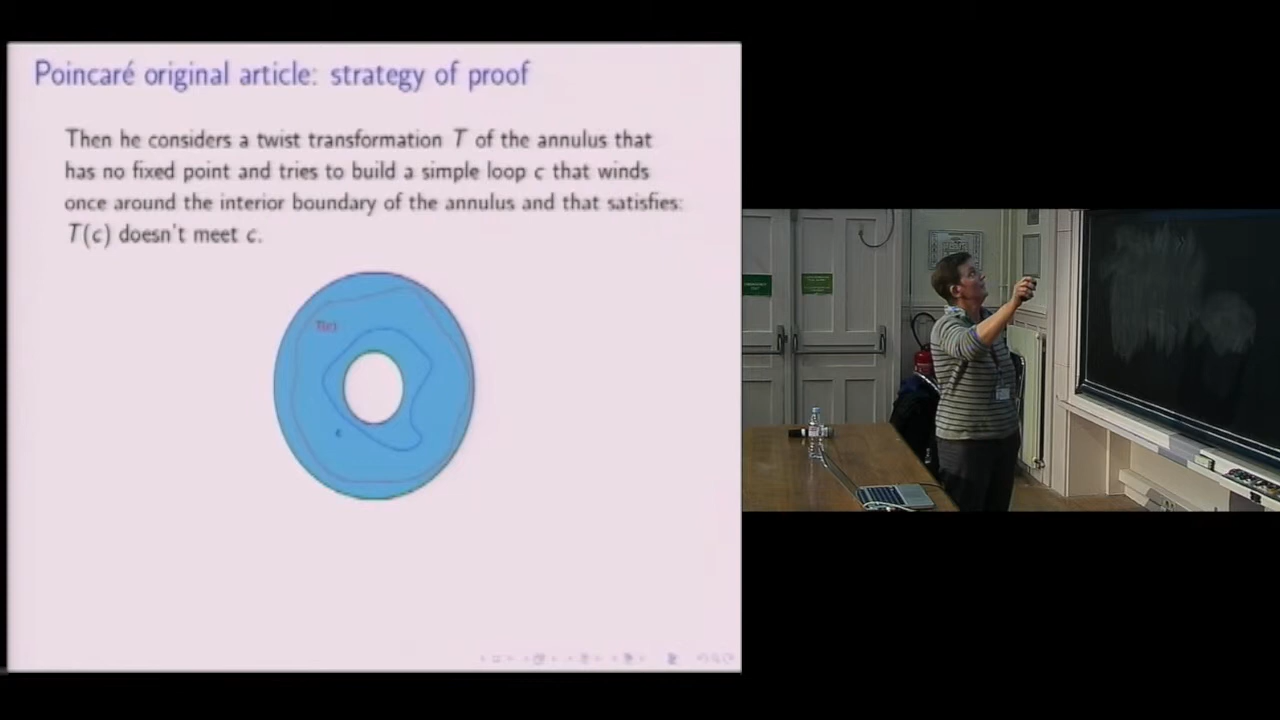 Poincaré original article: strategy of proof
Then he considers a twist transformation T of the annulus that
has no fixed point and tries to build a simple loop c that winds
once around the interior boundary of the annulus and that satisfies:
T(c) doesn't meet c.
T(c)
c